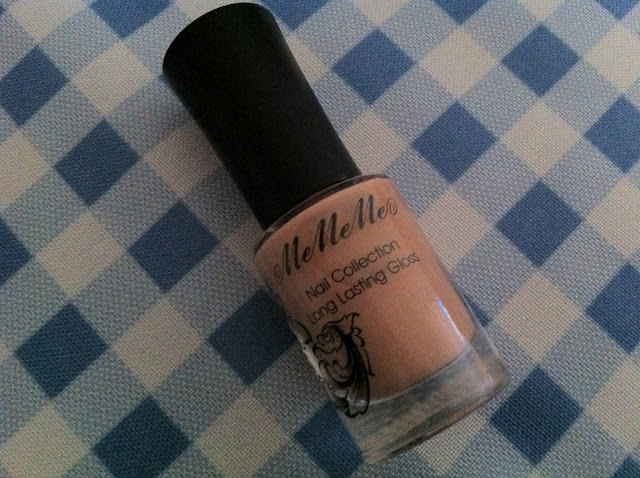 MeMeMe
Nail Collection
Long Lasting Gloss